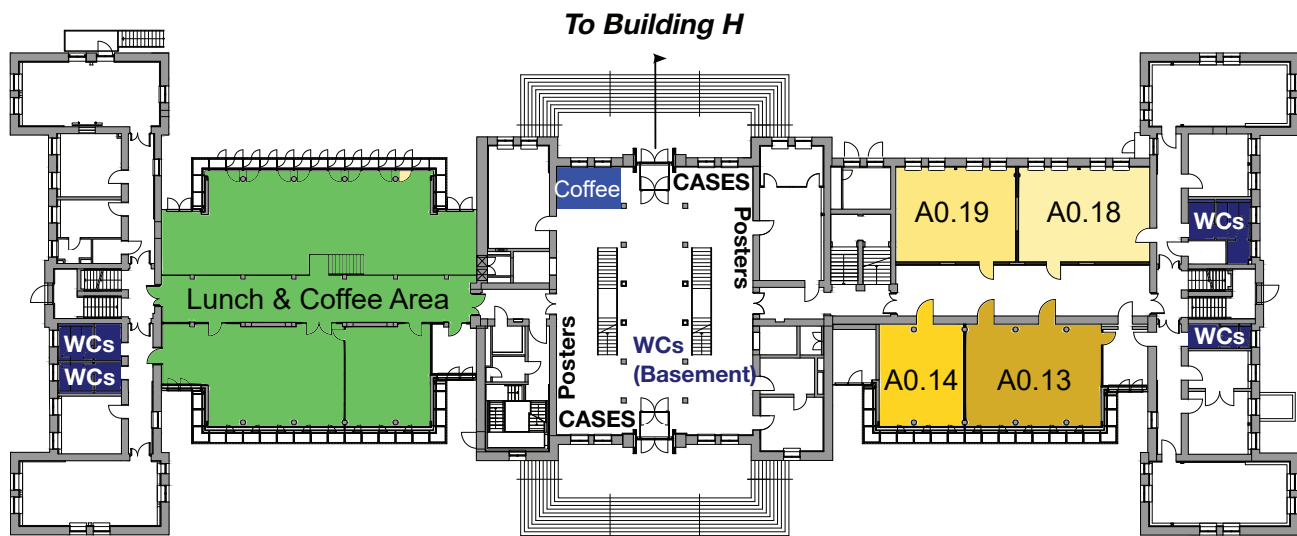 To Building H
Coffee
CASES
Posters
A0.19
A0.18
WCs
Lunch & Coffee Area
WCs
WCs
Posters
WCs
(Basement)
A0.14
A0.13
WCs
CASES